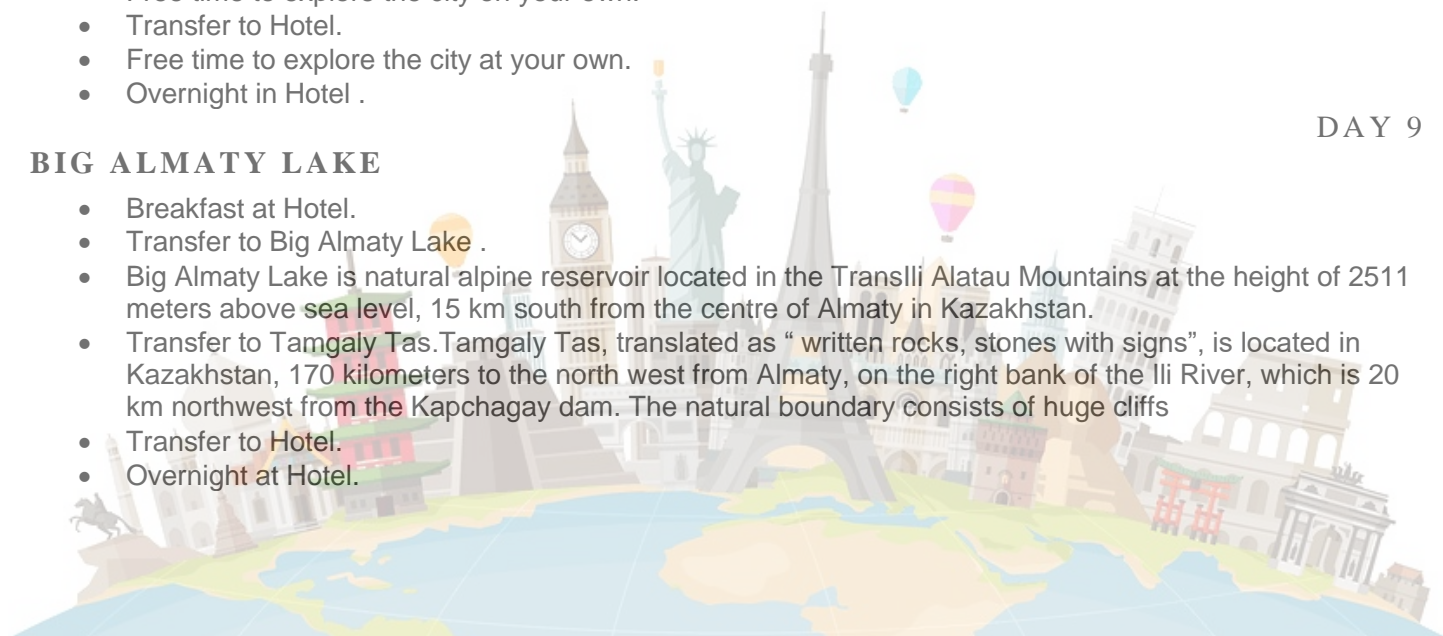 • Transfer to Hotel.
• Free time to explore the city at your own.
• Overnight in Hotel .
DAY 9
BIG ALMATY LAKE
• Breakfast at Hotel.
• Transfer to Big Almaty Lake .
• Big Almaty Lake is natural alpine reservoir located in the TransIli Alatau Mountains at the height of 2511
meters above sea level, 15 km south from the centre of Almaty in Kazakhstan.
• Transfer to Tamgaly Tas.Tamgaly Tas, translated as “ written rocks, stones with signs”, is located in
Kazakhstan, 170 kilometers to the north west from Almaty, on the right bank of the Ili River, which is 20
km northwest from the Kapchagay dam. The natural boundary consists of huge cliffs
• Transfer to Hotel.
• Overnight at Hotel.